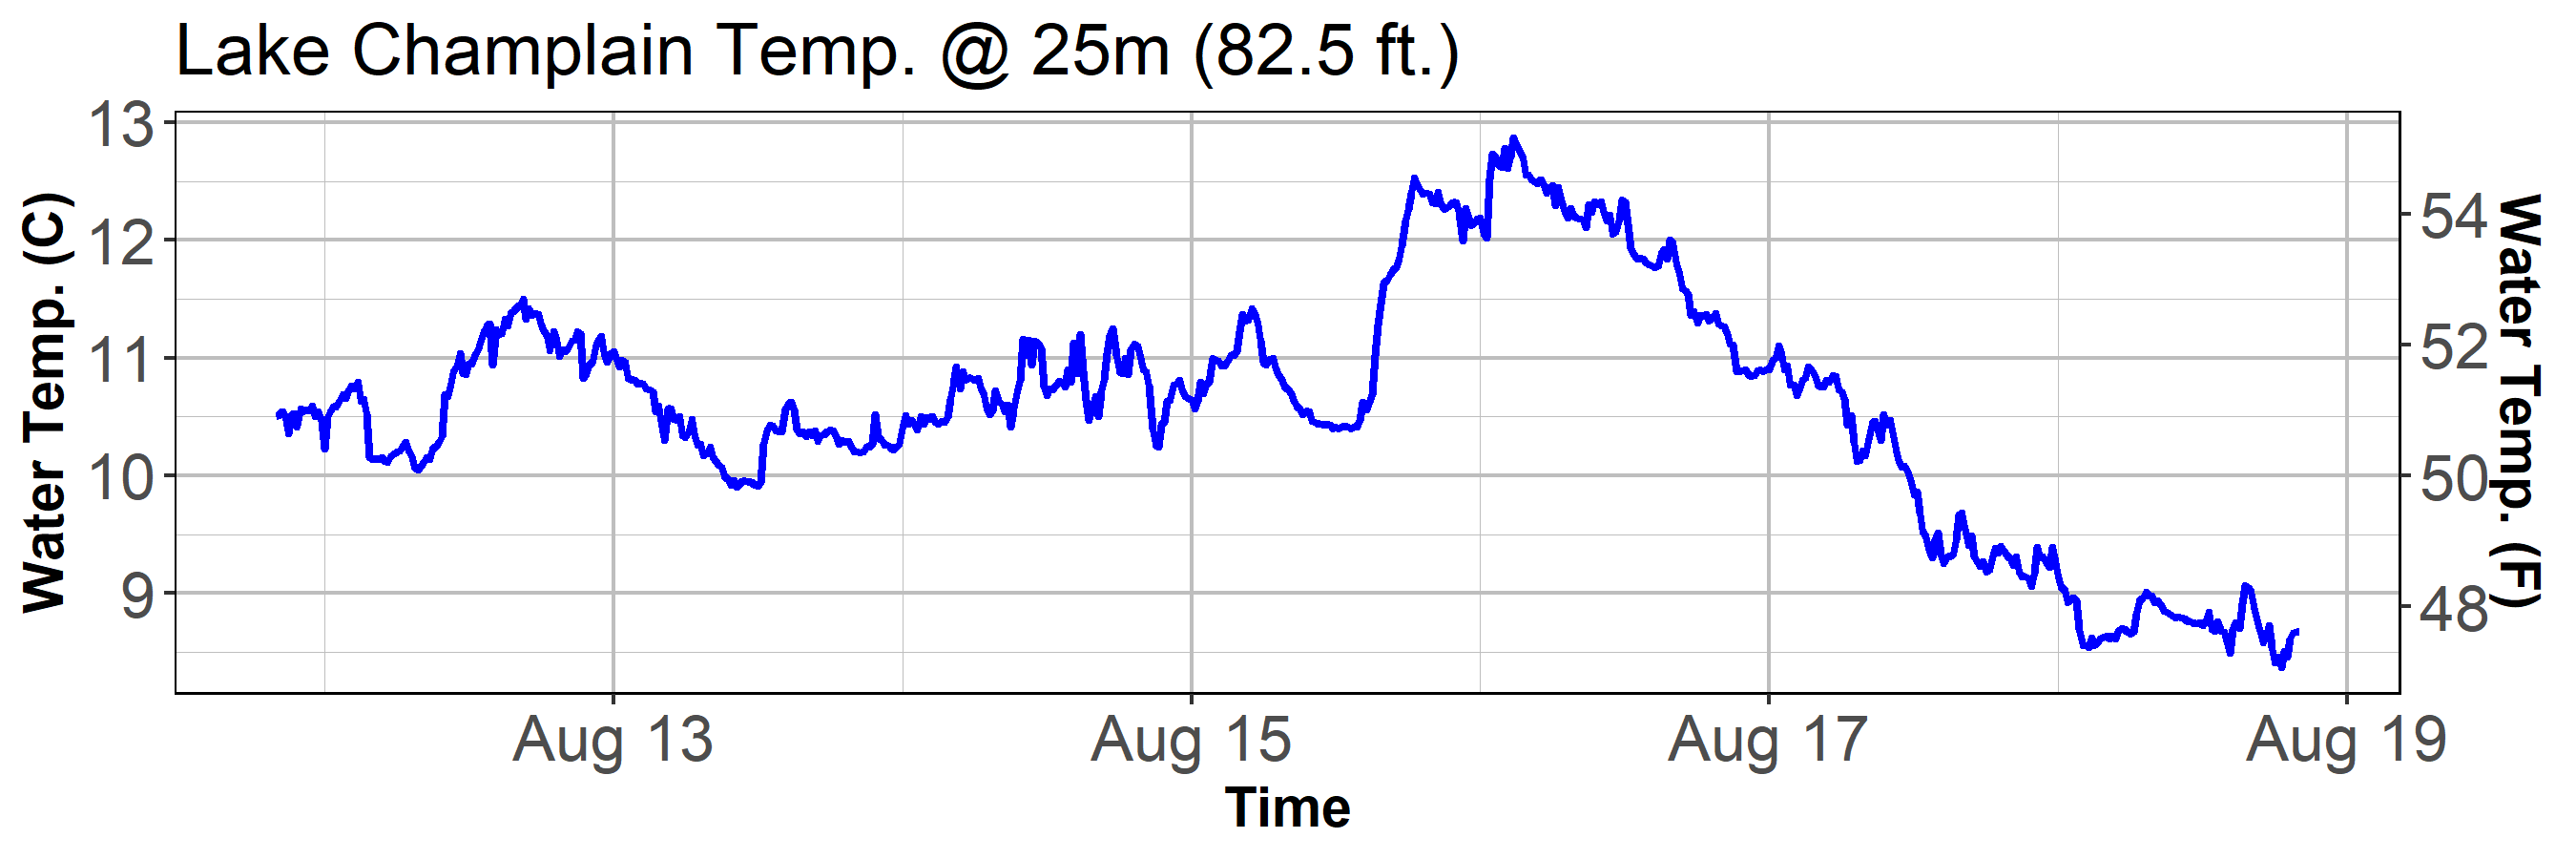 Lake Champlain Temp. @ 25m (82.5 ft.)
Water Temp. (C)
13
12
11
10
9
54
52
50
48
Water Temp. (F)
Aug 13 Aug 15 Aug 17 Aug 19
Time